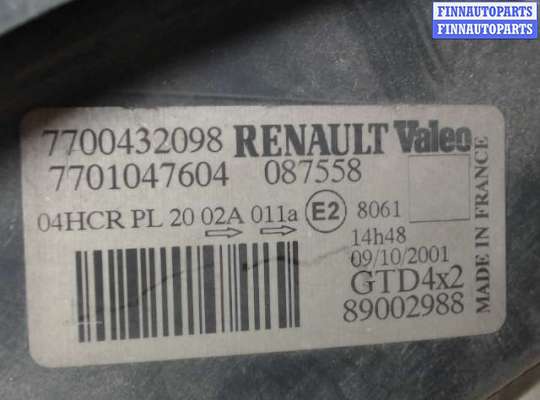 FINNAUTOPARTS
FINNAUTOPARTS
7700432098 RENAULT Valeo
7701047604 087558
04HCR PL 20 02A 011a E2 8061
14h48
09/10/2001
GTD4x2
89002988
MADE IN FRANCE